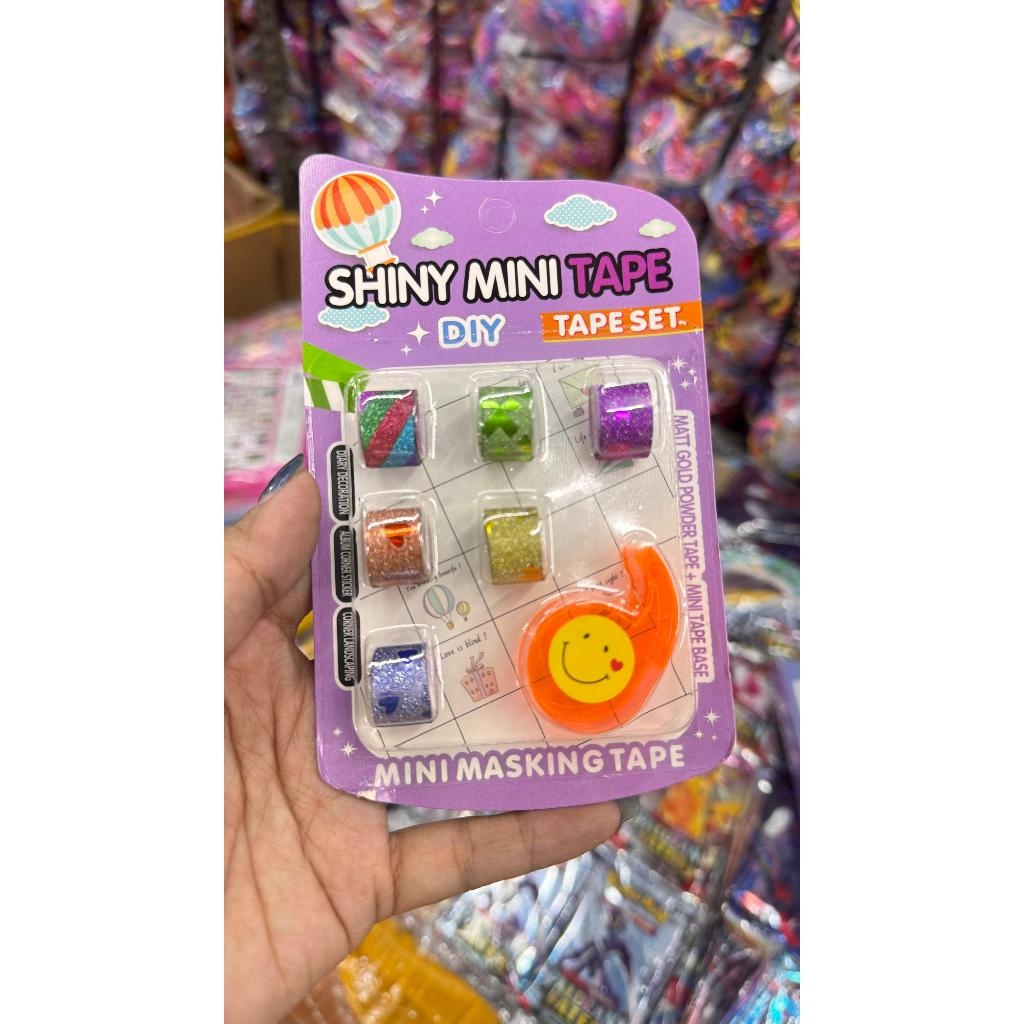 SHINY MINI TAPE
DIY
TAPE SET
DIARY DECORATION
ALBUM CORNER STICKER
CORNER LANDSCAPING
MATT GOLD POWDER TAPE + MINI TAPE BASE
Life
Love is blind !
MINI MASKING TAPE